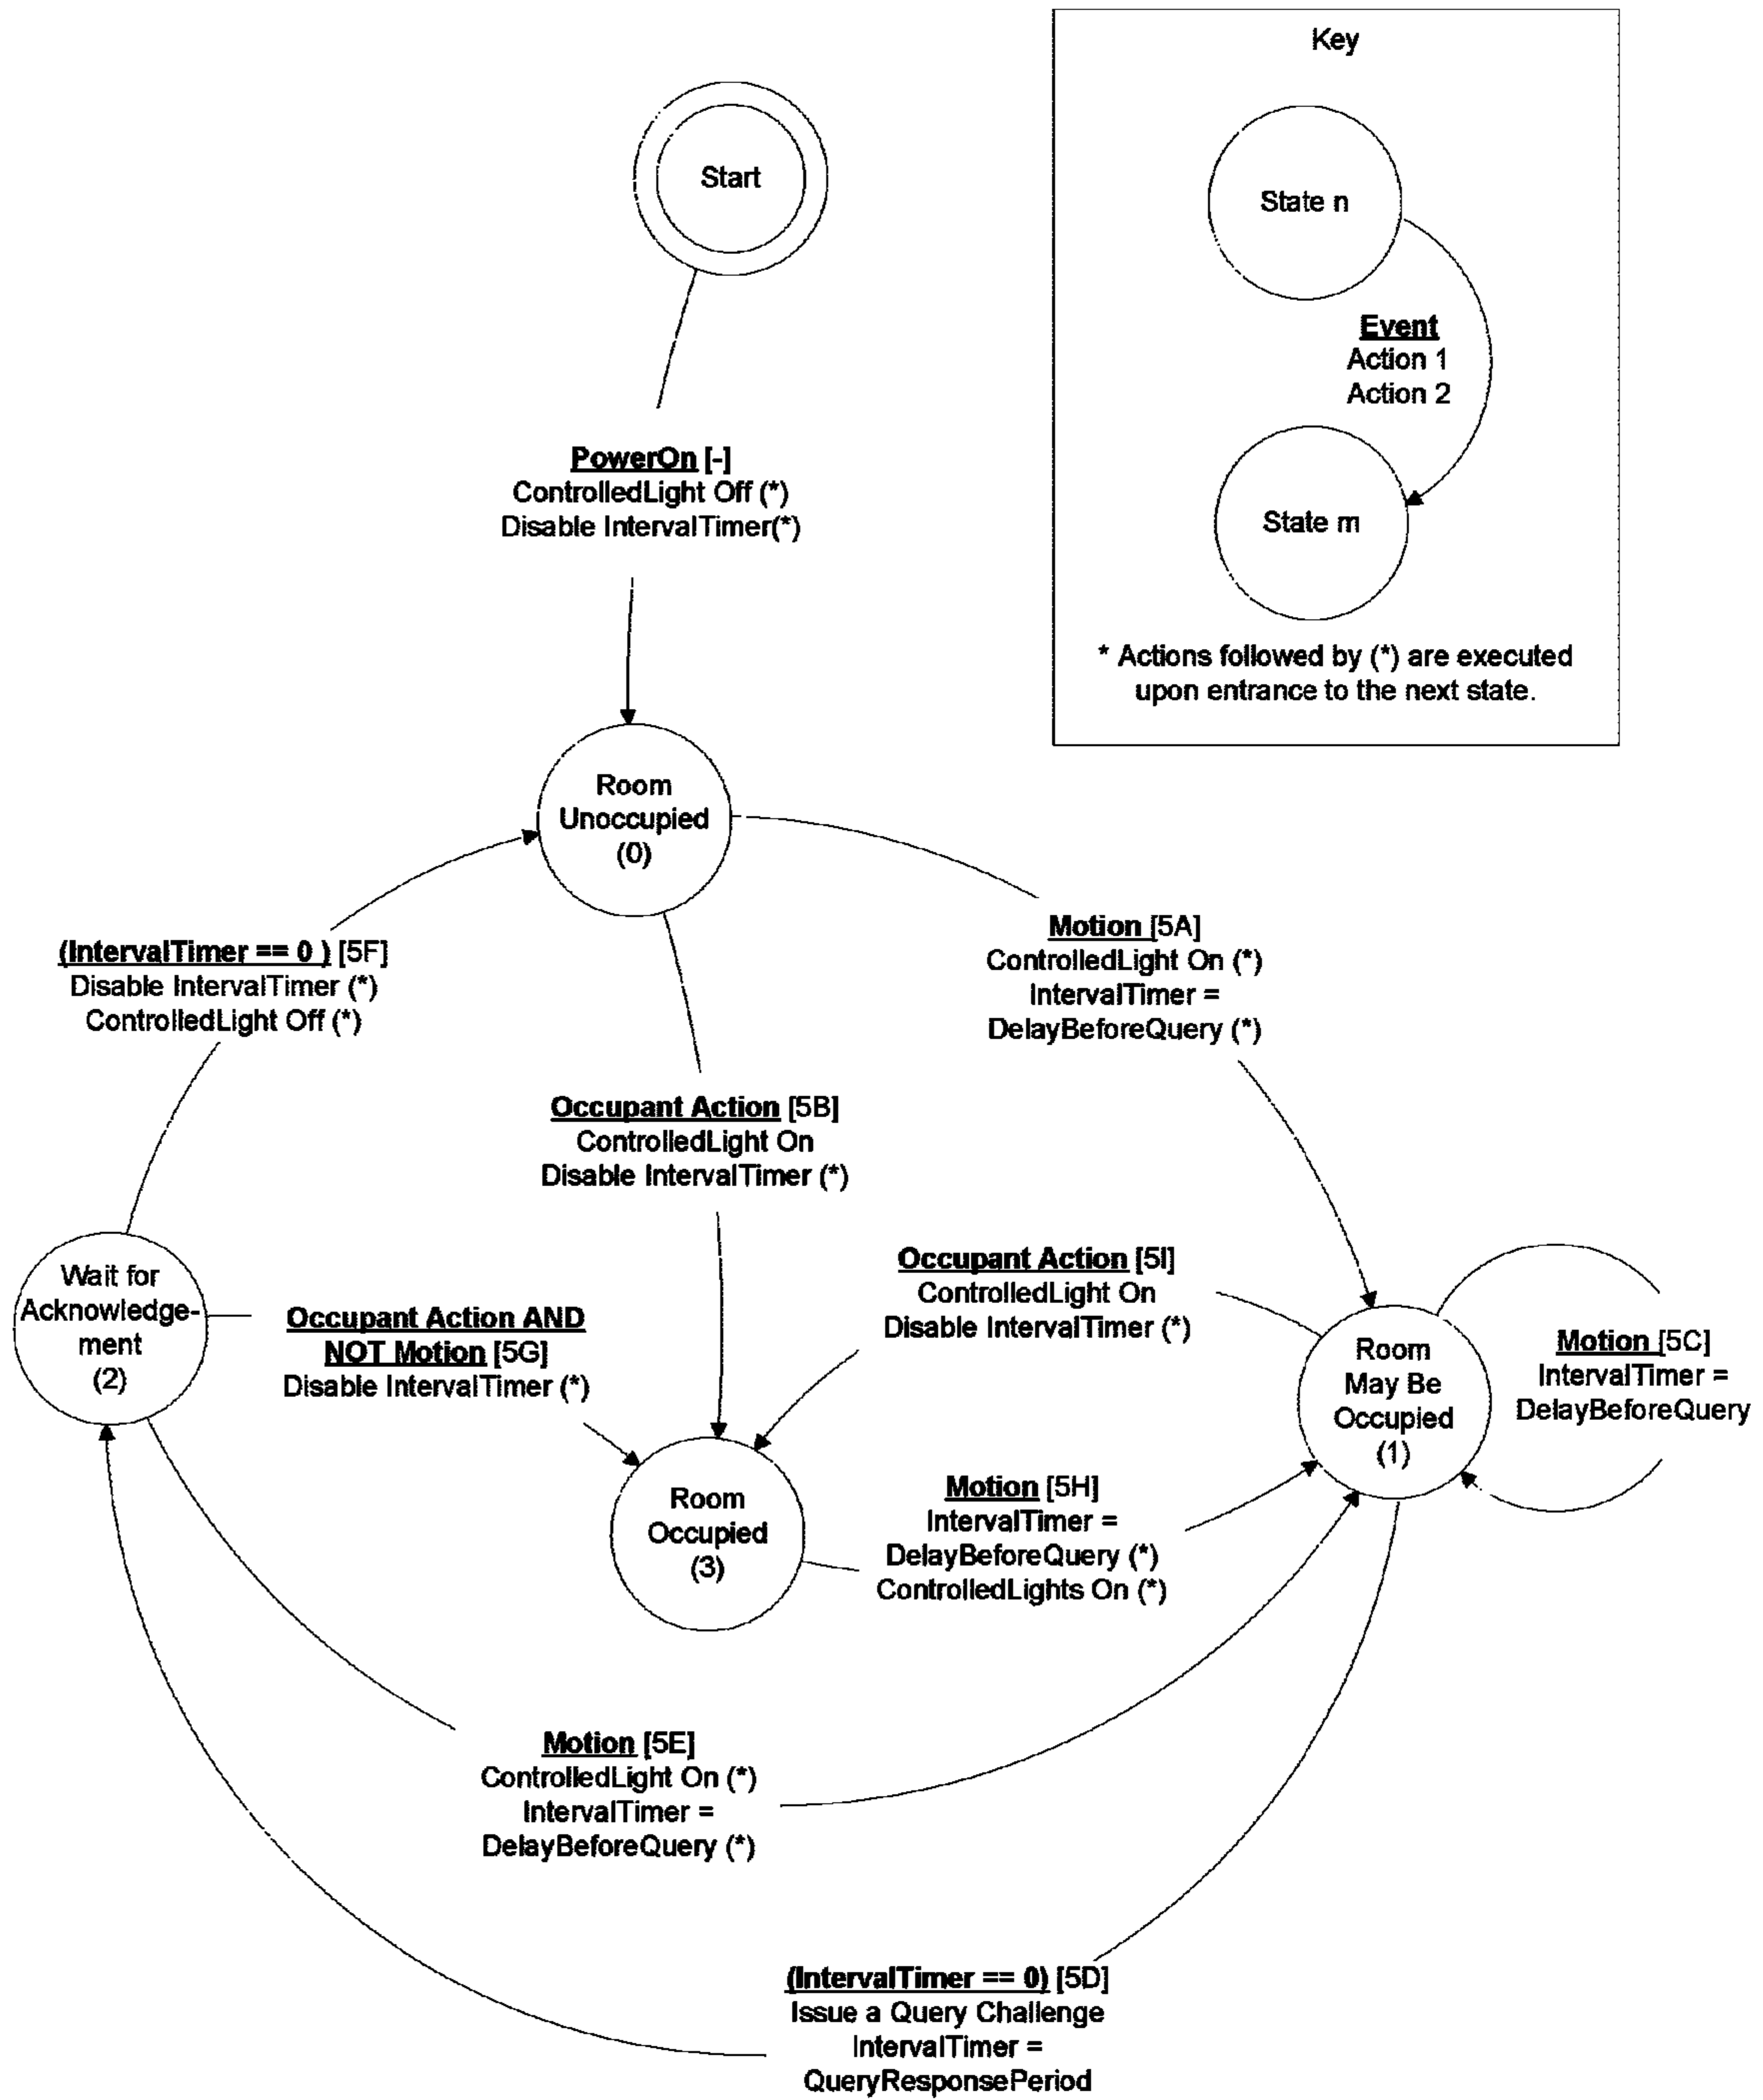 Key
Start
State n
Event
Action 1
Action 2
State m
* Actions followed by (*) are executed
upon entrance to the next state.
PowerOn [-]
ControlledLight Off (*)
Disable IntervalTimer(*)
Room
Unoccupied
(0)
(IntervalTimer == 0 ) [5F]
Disable IntervalTimer (*)
ControlledLight Off (*)
Motion [5A]
ControlledLight On (*)
IntervalTimer =
DelayBeforeQuery (*)
Occupant Action [5B]
ControlledLight On
Disable IntervalTimer (*)
Wait for
Acknowledge-
ment
(2)
Occupant Action AND
NOT Motion [5G]
Disable IntervalTimer (*)
Occupant Action [5I]
ControlledLight On
Disable IntervalTimer (*)
Room
May Be
Occupied
(1)
Motion [5C]
IntervalTimer =
DelayBeforeQuery
Room
Occupied
(3)
Motion [5H]
IntervalTimer =
DelayBeforeQuery (*)
ControlledLights On (*)
Motion [5E]
ControlledLight On (*)
IntervalTimer =
DelayBeforeQuery (*)
(IntervalTimer == 0) [5D]
Issue a Query Challenge
IntervalTimer =
QueryResponsePeriod